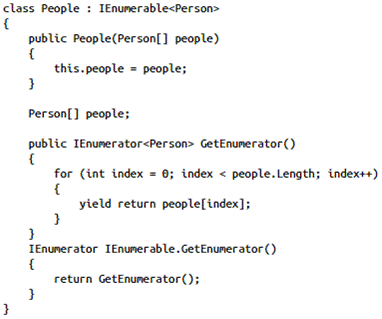 class People : IEnumerable<Person>
{
    public People(Person[] people)
    {
        this.people = people;
    }

    Person[] people;

    public IEnumerator<Person> GetEnumerator()
    {
        for (int index = 0; index < people.Length; index++)
        {
            yield return people[index];
        }
    }
    IEnumerator IEnumerable.GetEnumerator()
    {
        return GetEnumerator();
    }
}